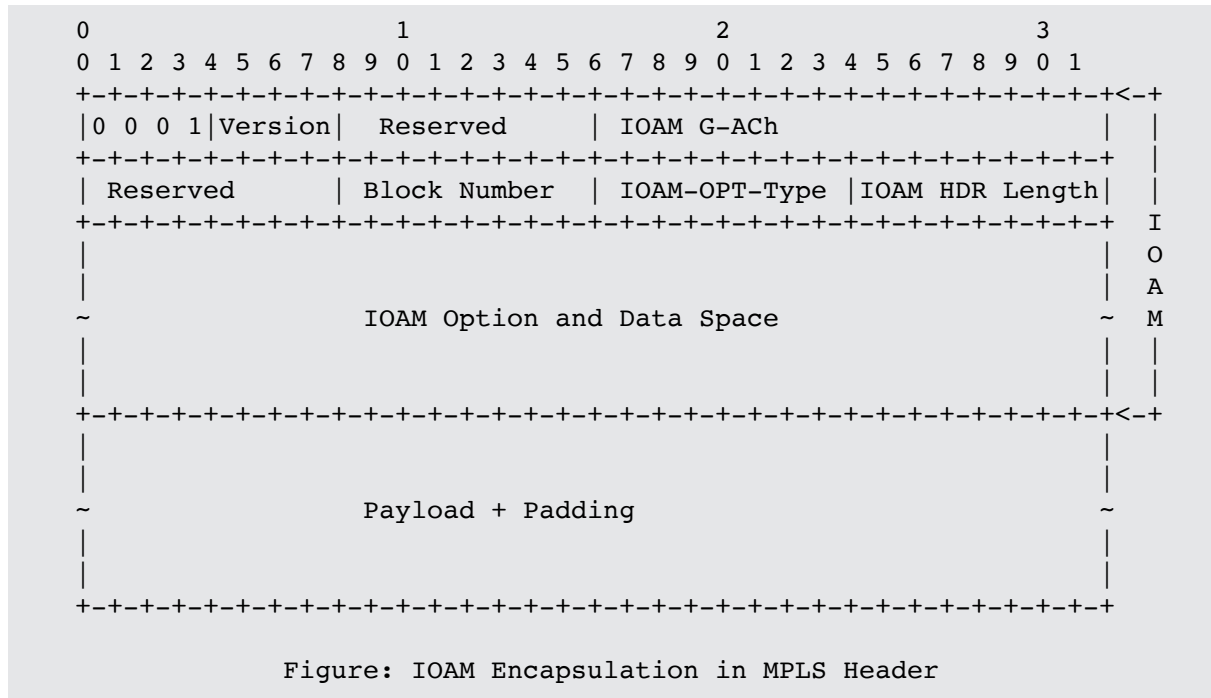 0                   1                   2                   3
0 1 2 3 4 5 6 7 8 9 0 1 2 3 4 5 6 7 8 9 0 1 2 3 4 5 6 7 8 9 0 1
+-+-+-+-+-+-+-+-+-+-+-+-+-+-+-+-+-+-+-+-+-+-+-+-+-+-+-+-+-+-+-+-+<-+
|0 0 0 1|Version|  Reserved     | IOAM G-ACh                    |  |
+-+-+-+-+-+-+-+-+-+-+-+-+-+-+-+-+-+-+-+-+-+-+-+-+-+-+-+-+-+-+-+-+  |
| Reserved      | Block Number  | IOAM-OPT-Type |IOAM HDR Length|  |
+-+-+-+-+-+-+-+-+-+-+-+-+-+-+-+-+-+-+-+-+-+-+-+-+-+-+-+-+-+-+-+-+  I
|                                                               |  O
|                                                               |  A
~                 IOAM Option and Data Space                    ~  M
|                                                               |  |
|                                                               |  |
+-+-+-+-+-+-+-+-+-+-+-+-+-+-+-+-+-+-+-+-+-+-+-+-+-+-+-+-+-+-+-+-+<-+
|                                                               |
|                                                               |
~                 Payload + Padding                             ~
|                                                               |
|                                                               |
+-+-+-+-+-+-+-+-+-+-+-+-+-+-+-+-+-+-+-+-+-+-+-+-+-+-+-+-+-+-+-+-+
Figure: IOAM Encapsulation in MPLS Header